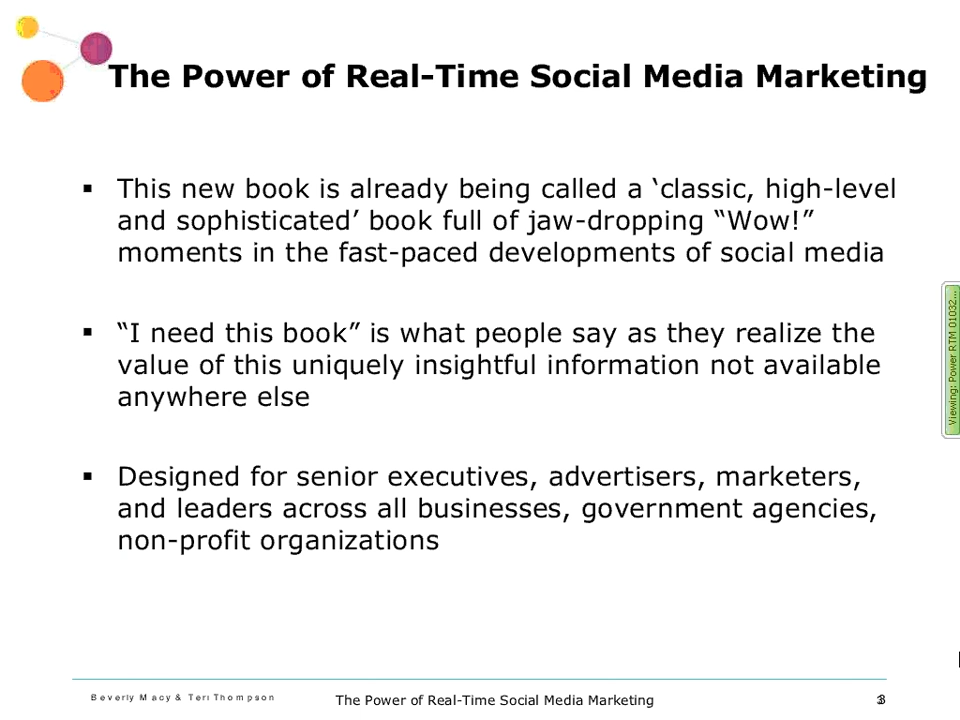 The Power of Real-Time Social Media Marketing
▪ This new book is already being called a ‘classic, high-level
and sophisticated’ book full of jaw-dropping “Wow!”
moments in the fast-paced developments of social media
▪ “I need this book” is what people say as they realize the
value of this uniquely insightful information not available
anywhere else
▪ Designed for senior executives, advertisers, marketers,
and leaders across all businesses, government agencies,
non-profit organizations
Viewing: Power RTM 01032...
Beverly Macy & Teri Thompson
The Power of Real-Time Social Media Marketing